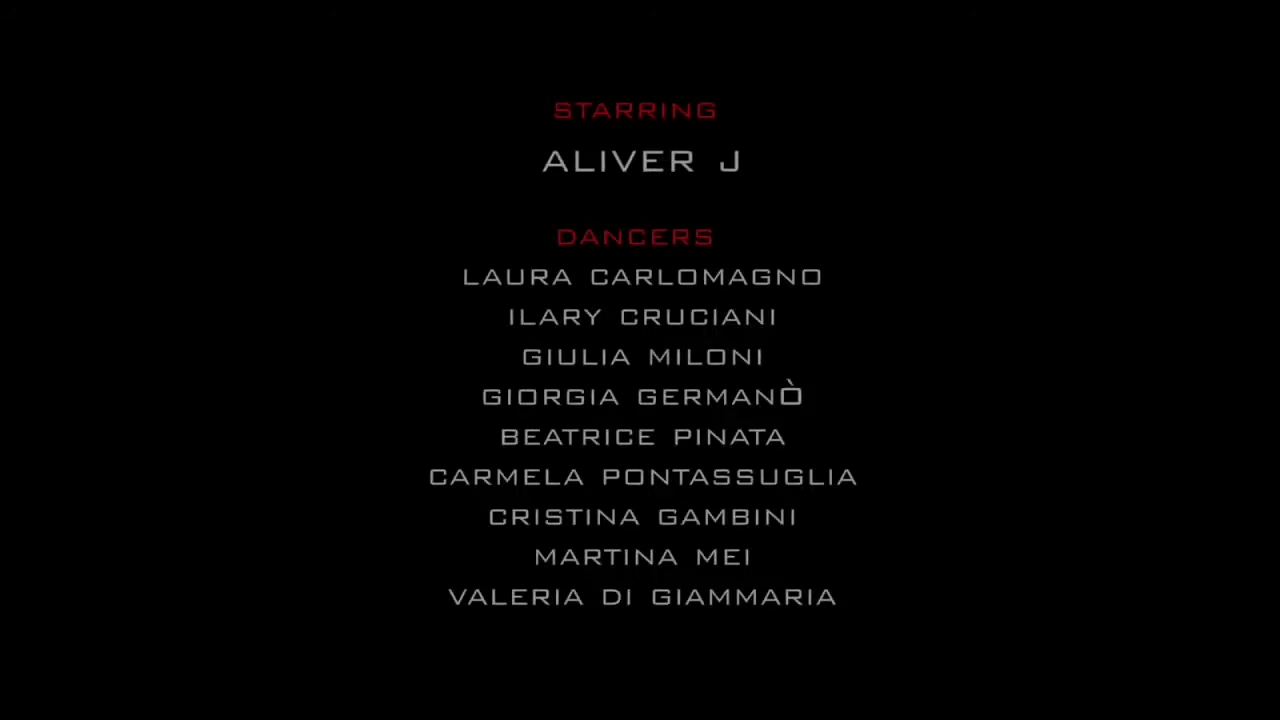 STARRING
ALIVER J
DANCERS
LAURA CARLOMAGNO
ILARY CRUCIANI
GIULIA MILONI
GIORGIA GERMANÒ
BEATRICE PINATA
CARMELA PONTASSUGLIA
CRISTINA GAMBINI
MARTINA MEI
VALERIA DI GIAMMARIA